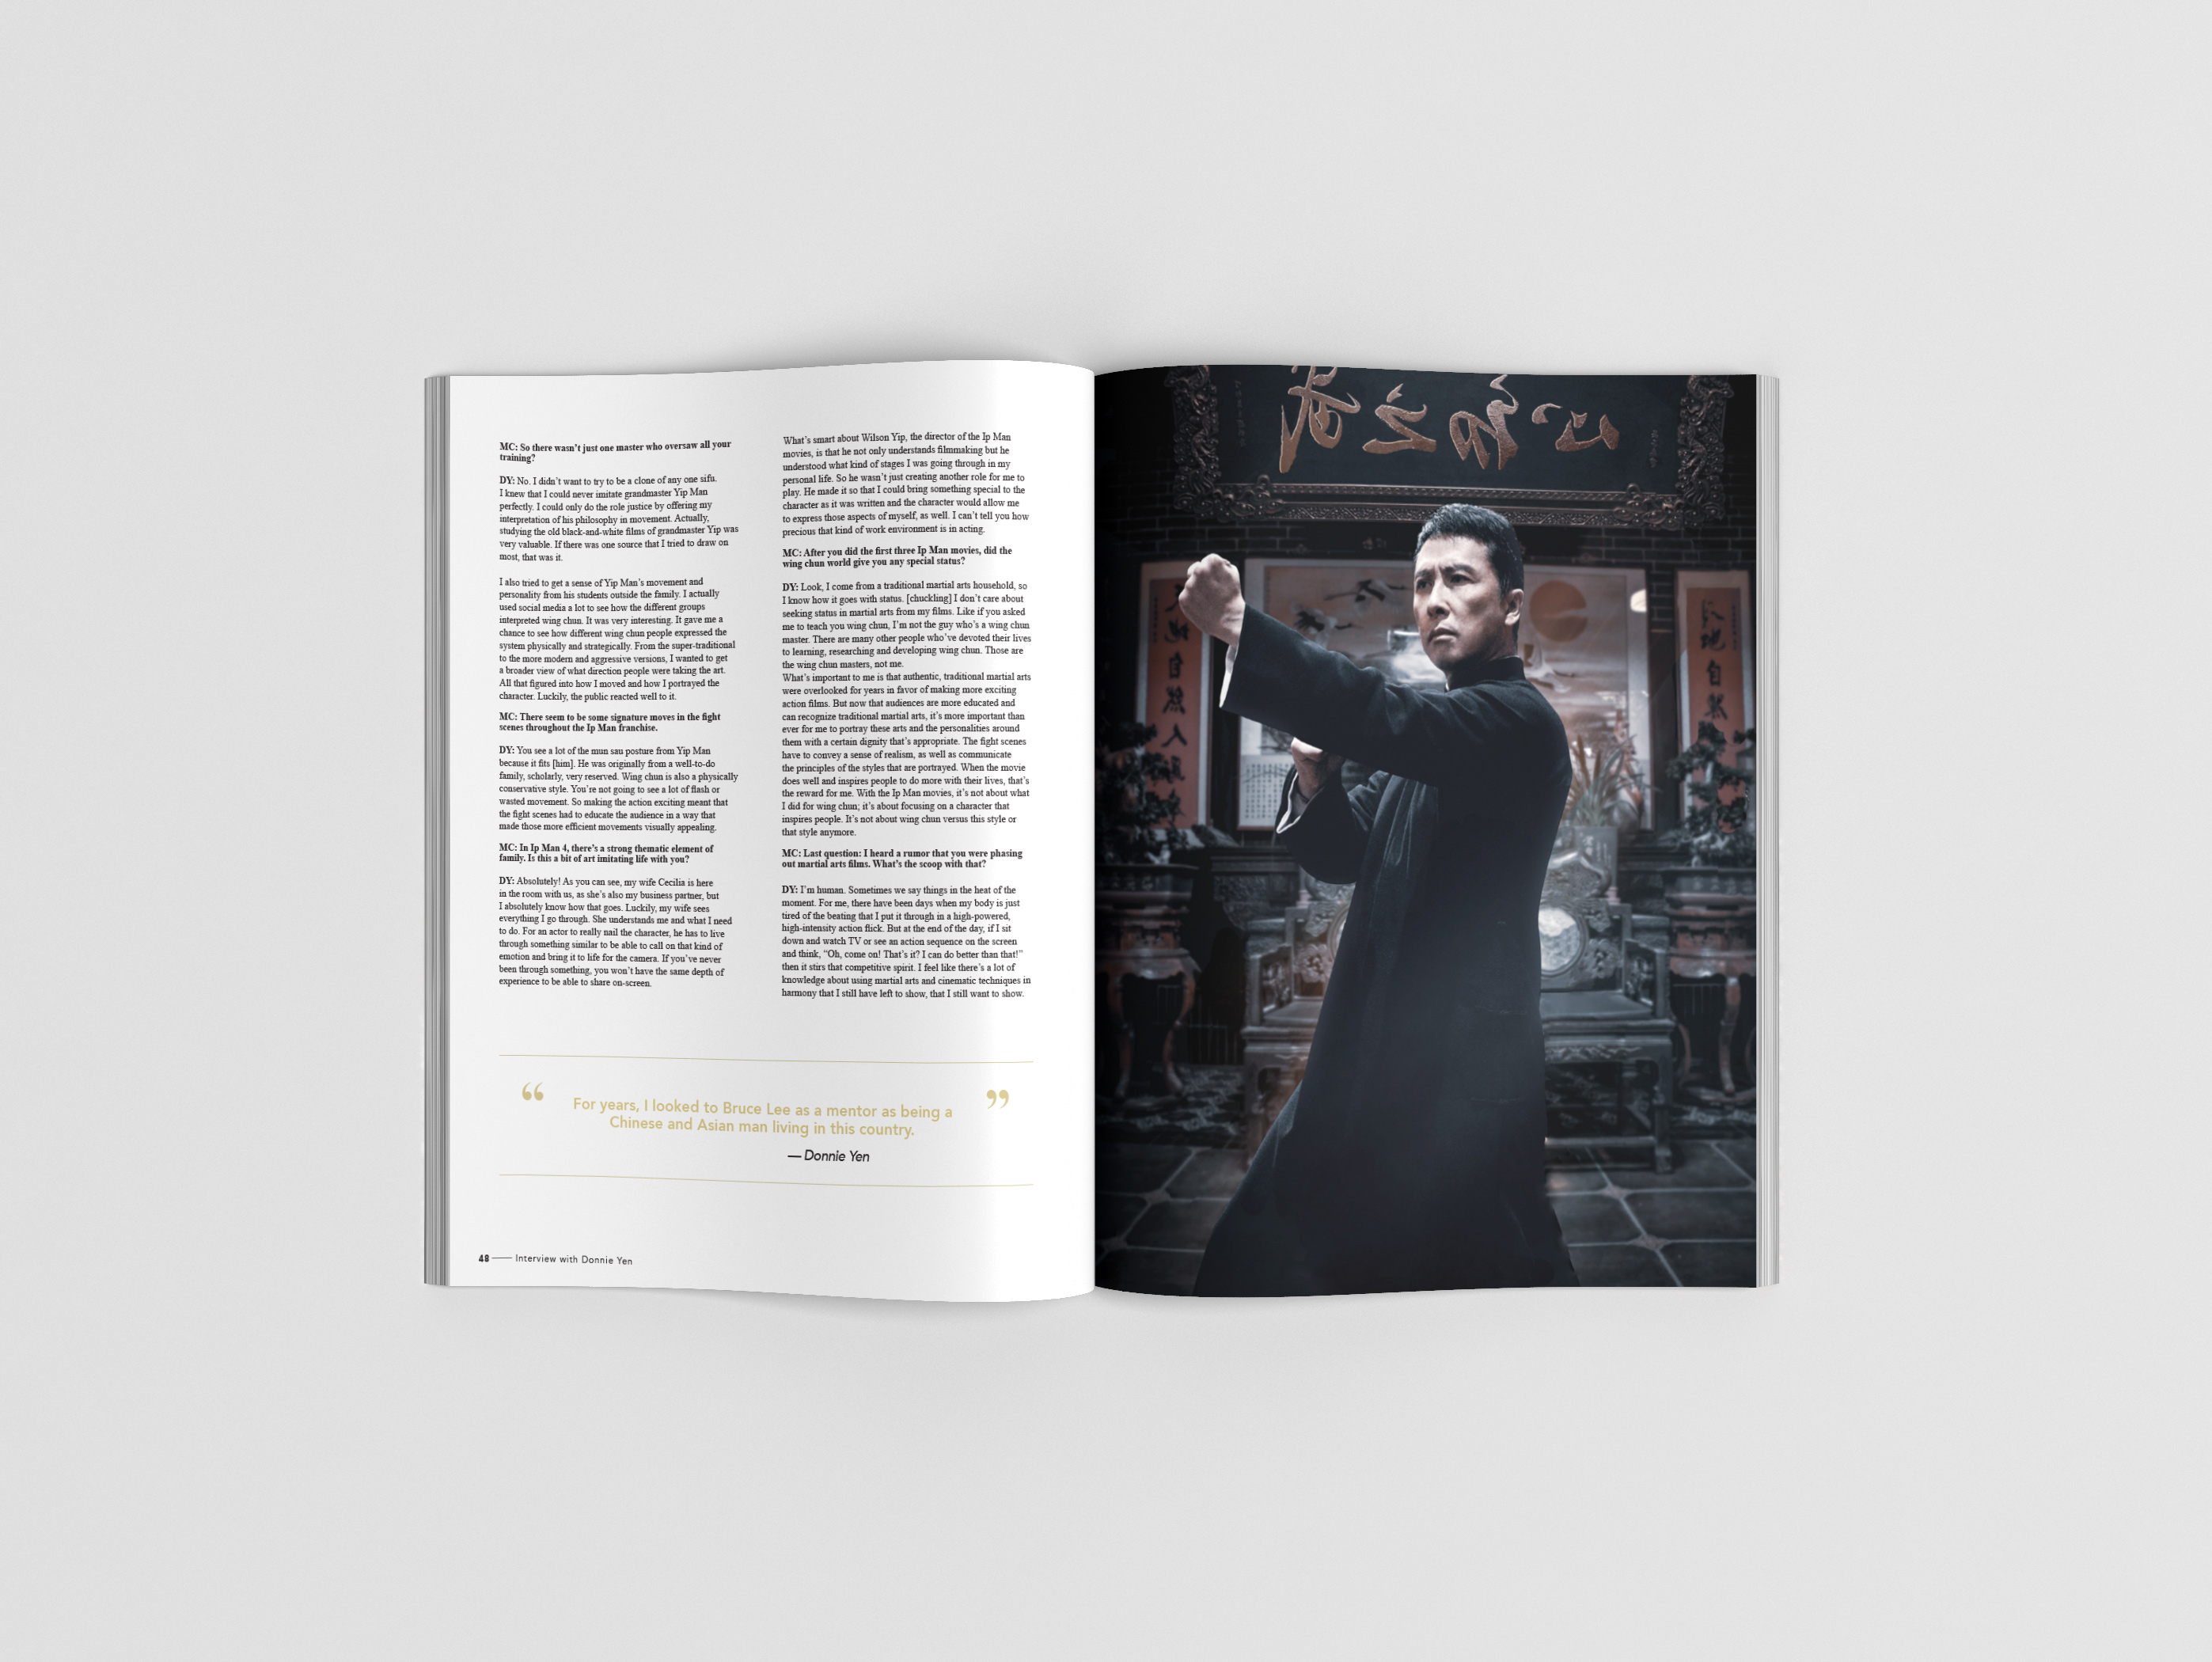 MC: So there wasn't just one master who oversaw all your
training?
DY: No. I didn't want to try to be a clone of any one sifu.
I knew that I could never imitate grandmaster Yip Man
perfectly. I could only do the role justice by offering my
interpretation of his philosophy in movement. Actually,
studying the old black-and-white films of grandmaster Yip was
very valuable. If there was one source that I tried to draw on
most, that was it.
I also tried to get a sense of Yip Man's movement and
personality from his students outside the family. I actually
used social media a lot to see how the different groups
interpreted wing chun. It was very interesting. It gave me a
chance to see how different wing chun people expressed the
system physically and strategically. From the super-traditional
to the more modern and aggressive versions, I wanted to get
a broader view of what direction people were taking the art.
All that figured into how I moved and how I portrayed the
character. Luckily, the public reacted well to it.
MC: There seem to be some signature moves in the fight
scenes throughout the Ip Man franchise.
DY: You see a lot of the mun sau posture from Yip Man
because it fits [him]. He was originally from a well-to-do
family, scholarly, very reserved. Wing chun is also a physically
conservative style. You're not going to see a lot of flash or
wasted movement. So making the action exciting meant that
the fight scenes had to educate the audience in a way that
made those more efficient movements visually appealing.
MC: In Ip Man 4, there's a strong thematic element of
family. Is this a bit of art imitating life with you?
DY: Absolutely! As you can see, my wife Cecilia is here
in the room with us, as she's also my business partner, but
I absolutely know how that goes. Luckily, my wife sees
everything I go through. She understands me and what I need
to do. For an actor to really nail the character, he has to live
through something similar to be able to call on that kind of
emotion and bring it to life for the camera. If you've never
been through something, you won't have the same depth of
experience to be able to share on-screen.
What's smart about Wilson Yip, the director of the Ip Man
movies, is that he not only understands filmmaking but he
understood what kind of stages I was going through in my
personal life. So he wasn't just creating another role for me to
play. He made it so that I could bring something special to the
character as it was written and the character would allow me
to express those aspects of myself, as well. I can't tell you how
precious that kind of work environment is in acting.
MC: After you did the first three Ip Man movies, did the
wing chun world give you any special status?
DY: Look, I come from a traditional martial arts household, so
I know how it goes with status. [chuckling] I don't care about
seeking status in martial arts from my films. Like if you asked
me to teach you wing chun, I'm not the guy who's a wing chun
master. There are many other people who've devoted their lives
to learning, researching and developing wing chun. Those are
the wing chun masters, not me.
What's important to me is that authentic, traditional martial arts
were overlooked for years in favor of making more exciting
action films. But now that audiences are more educated and
can recognize traditional martial arts, it's more important than
ever for me to portray these arts and the personalities around
them with a certain dignity that's appropriate. The fight scenes
have to convey a sense of realism, as well as communicate
the principles of the styles that are portrayed. When the movie
does well and inspires people to do more with their lives, that's
the reward for me. With the Ip Man movies, it's not about what
I did for wing chun; it's about focusing on a character that
inspires people. It's not about wing chun versus this style or
that style anymore.
MC: Last question: I heard a rumor that you were phasing
out martial arts films. What's the scoop with that?
DY: I'm human. Sometimes we say things in the heat of the
moment. For me, there have been days when my body is just
tired of the beating that I put it through in a high-powered,
high-intensity action flick. But at the end of the day, if I sit
down and watch TV or see an action sequence on the screen
and think, "Oh, come on! That's it? I can do better than that!"
then it stirs that competitive spirit. I feel like there's a lot of
knowledge about using martial arts and cinematic techniques in
harmony that I still have left to show, that I still want to show.
“ For years, I looked to Bruce Lee as a mentor as being a ”
Chinese and Asian man living in this country.
— Donnie Yen
48 — Interview with Donnie Yen